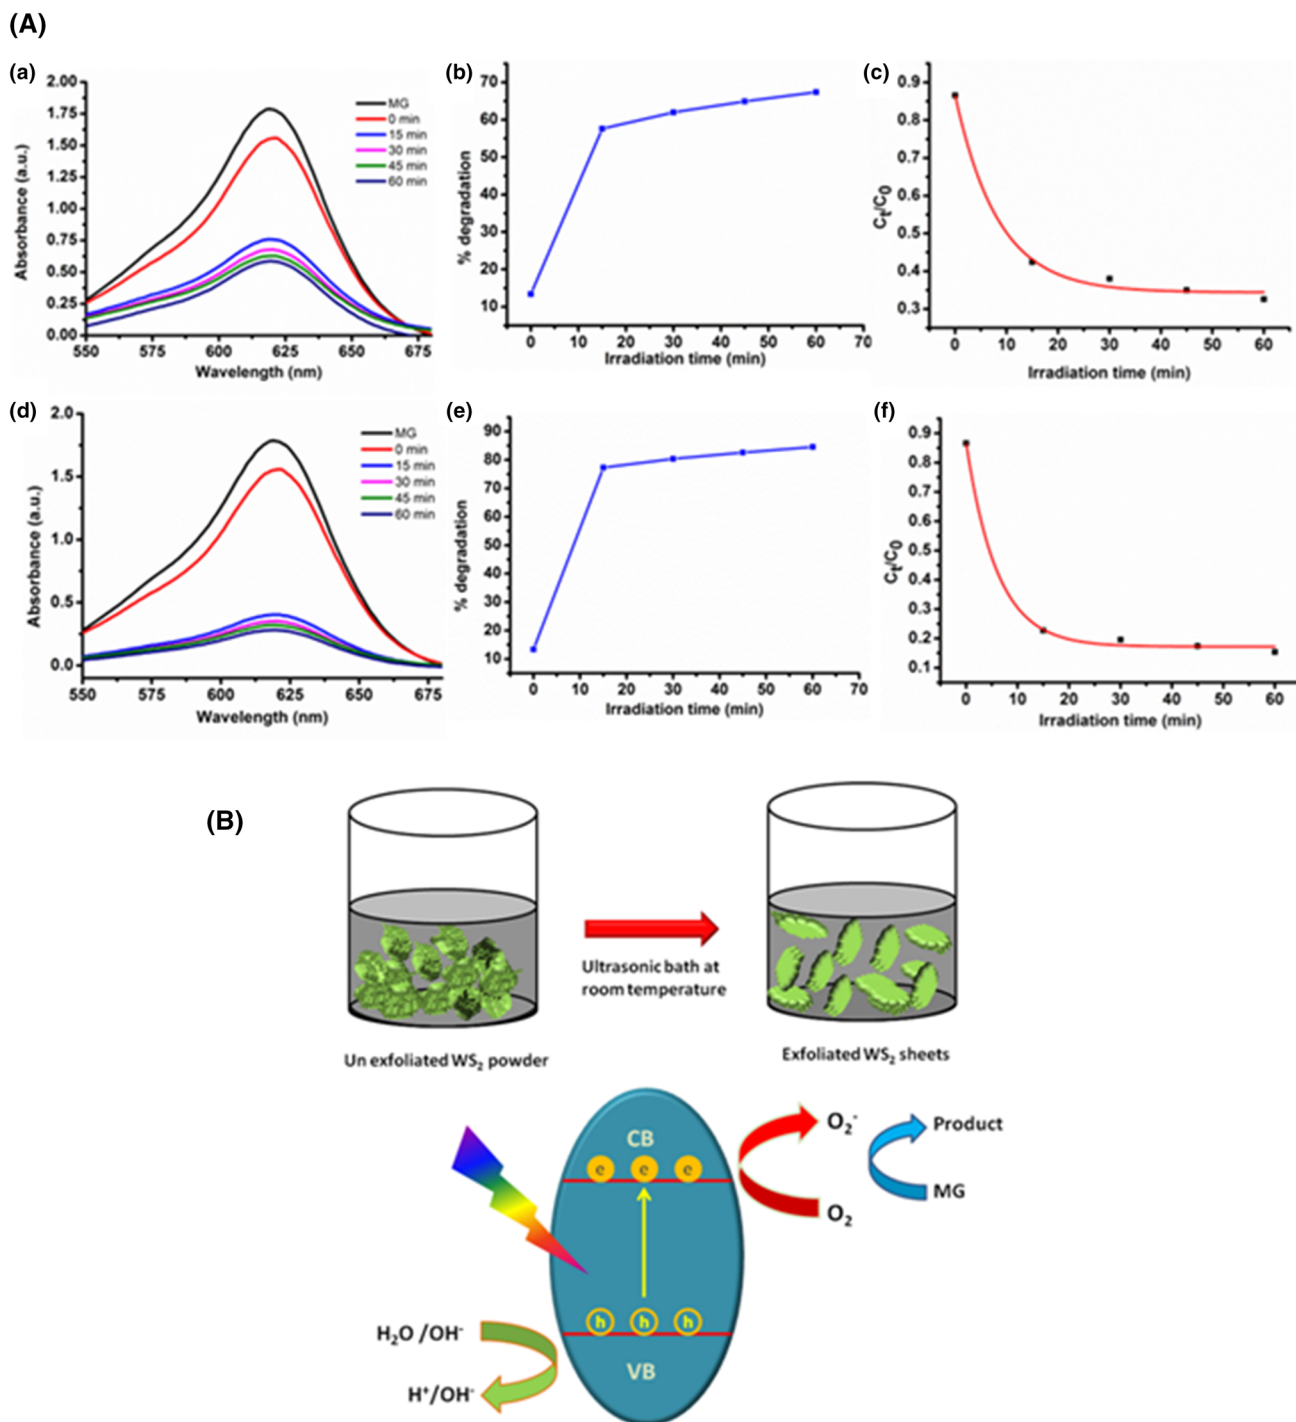 (A)
(a)
2.00
1.75
1.50
1.25
1.00
0.75
0.50
0.25
0.00
Absorbance (a.u.)
550 575 600 625 650 675
Wavelength (nm)
MG
0 min
15 min
30 min
45 min
60 min
(b)
70
60
50
40
30
20
10
% degradation
0 10 20 30 40 50 60 70
Irradiation time (min)
(c)
0.9
0.8
0.7
0.6
0.5
0.4
0.3
Ct/C0
0 10 20 30 40 50 60
Irradiation time (min)
(d)
2.0
1.5
1.0
0.5
0.0
Absorbance (a.u.)
550 575 600 625 650 675
Wavelength (nm)
MG
0 min
15 min
30 min
45 min
60 min
(e)
90
80
70
60
50
40
30
20
10
% degradation
0 10 20 30 40 50 60 70
Irradiation time (min)
(f)
0.9
0.8
0.7
0.6
0.5
0.4
0.3
0.2
0.1
Ct/C0
0 10 20 30 40 50 60
Irradiation time (min)
(B)
Ultrasonic bath at
room temperature
Un exfoliated WS₂ powder
Exfoliated WS₂ sheets
CB
e e e
h h h
VB
O₂⁻
O₂
Product
MG
H₂O /OH⁻
H⁺/OH⁻